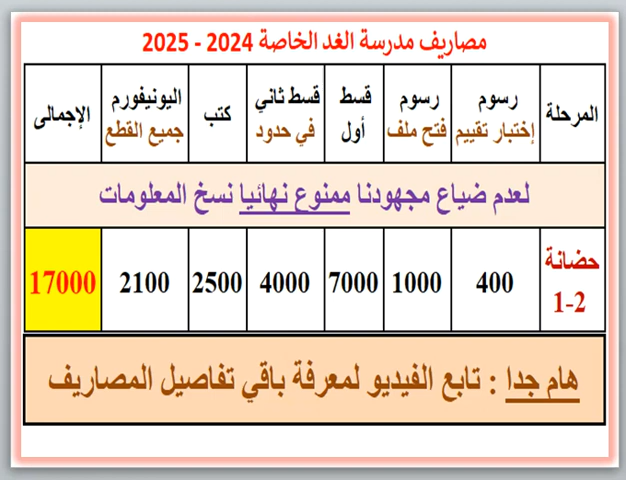 مصاريف مدرسة الغد الخاصة 2024 - 2025
المرحلة رسوم إختبار تقييم رسوم فتح ملف قسط أول قسط ثاني في حدود كتب اليونيفورم جميع القطع الإجمالى
لعدم ضياع مجهودنا ممنوع نهائيا نسخ المعلومات
حضانة 1-2 400 1000 7000 4000 2500 2100 17000
هام جدا : تابع الفيديو لمعرفة باقي تفاصيل المصاريف